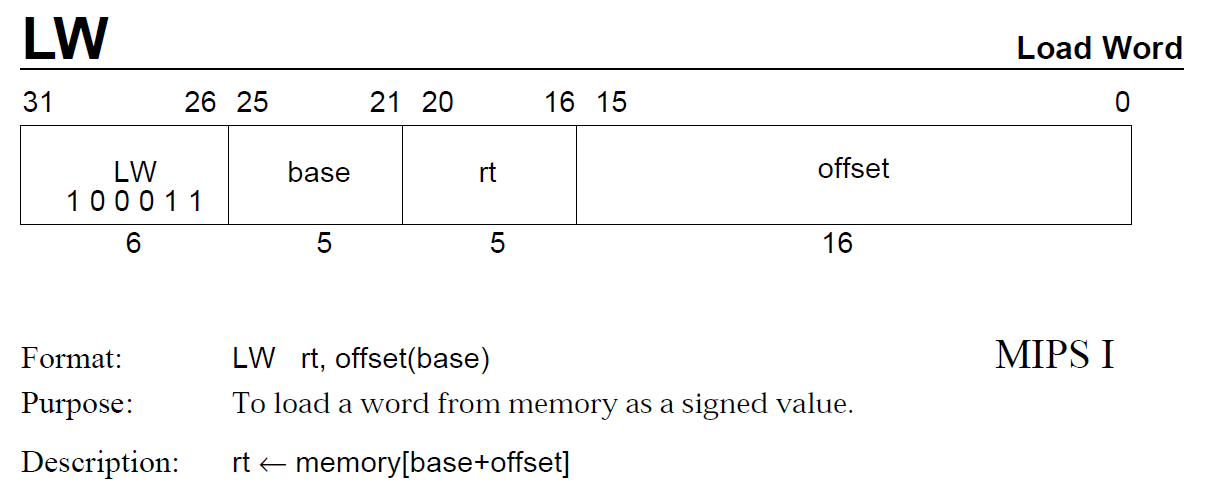 LW Load Word
31 26 25 21 20 16 15 0
LW base rt offset
1 0 0 0 1 1
6 5 5 16
Format: LW rt, offset(base) MIPS I
Purpose: To load a word from memory as a signed value.
Description: rt ← memory[base+offset]